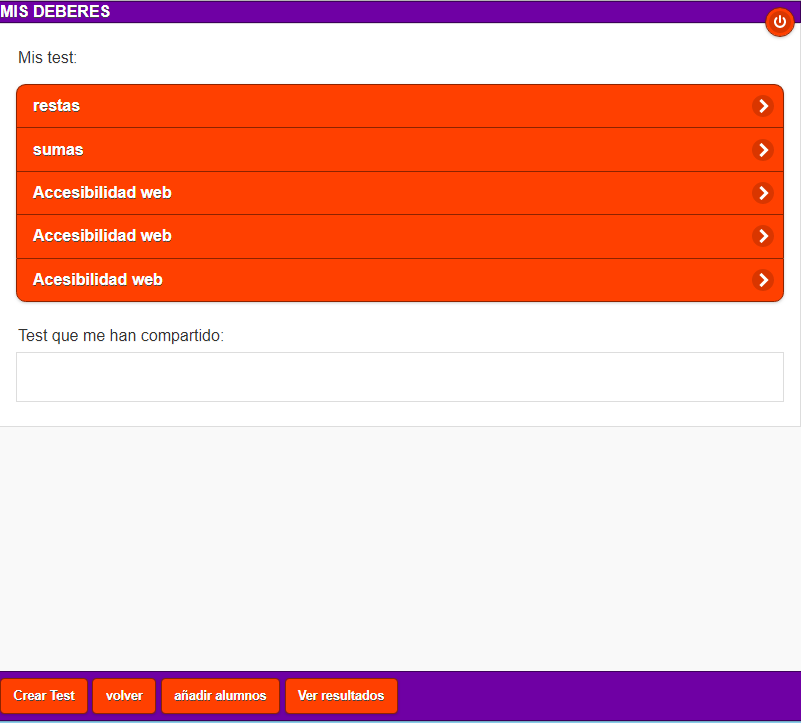 MIS DEBERES
Mis test:
restas
sumas
Accesibilidad web
Accesibilidad web
Acesibilidad web
Test que me han compartido:
Crear Test volver añadir alumnos Ver resultados